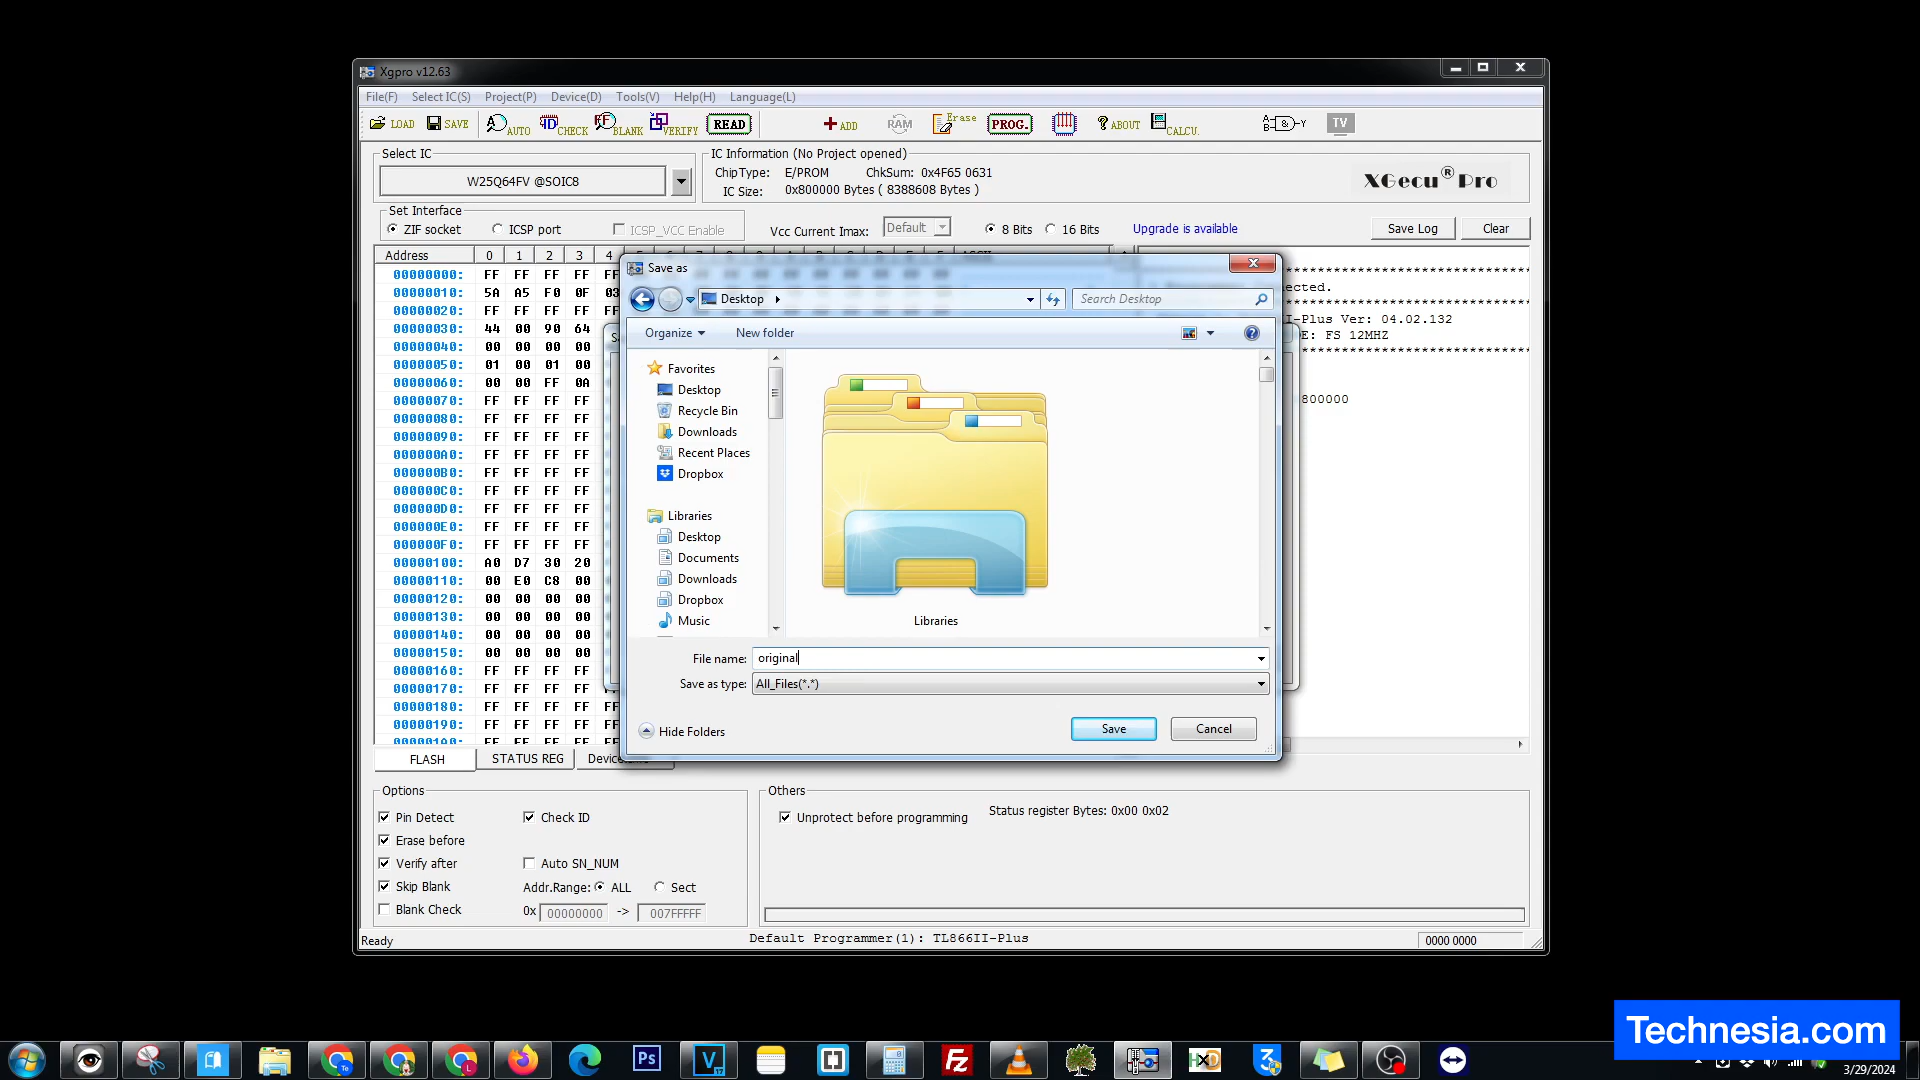 Xgpro v12.63
File(F) Select IC(S) Project(P) Device(D) Tools(V) Help(H) Language(L)
LOAD SAVE AUTO CHECK BLANK VERIFY READ ADD RAM Erase PROG. ABOUT CALCU. TV
Select IC
W25Q64FV @SOIC8
IC Information (No Project opened)
ChipType: E/PROM ChkSum: 0x4F65 0631
IC Size: 0x800000 Bytes ( 8388608 Bytes )
XGecu® Pro
Set Interface
ZIF socket ICSP port ICSP_VCC Enable
Vcc Current Imax: Default 8 Bits 16 Bits Upgrade is available Save Log Clear
Address 0 1 2 3 4
00000000: FF FF FF FF FF
00000010: 5A A5 F0 0F 03
00000020: FF FF FF FF FF
00000030: 44 00 90 64
00000040: 00 00 00 00
00000050: 01 00 01 00
00000060: 00 00 FF 0A
00000070: FF FF FF FF
00000080: FF FF FF FF
00000090: FF FF FF FF
000000A0: FF FF FF FF
000000B0: FF FF FF FF
000000C0: FF FF FF FF
000000D0: FF FF FF FF
000000E0: FF FF FF FF
000000F0: FF FF FF FF
00000100: A0 D7 30 20
00000110: 00 E0 C8 00
00000120: 00 00 00 00
00000130: 00 00 00 00
00000140: 00 00 00 00
00000150: 00 00 00 00
00000160: FF FF FF FF
00000170: FF FF FF FF
00000180: FF FF FF FF FF
00000190: FF FF FF FF FF
000001A0: FF FF FF FF FF
Save as
Desktop
Search Desktop
Organize New folder
Favorites
Desktop
Recycle Bin
Downloads
Recent Places
Dropbox
Libraries
Desktop
Documents
Downloads
Dropbox
Music
Libraries
File name: original
Save as type: All_Files(*.*)
Hide Folders
Save Cancel
******************************
I-Plus Ver: 04.02.132
E: FS 12MHZ
******************************
800000
FLASH STATUS REG
Options
Pin Detect Check ID
Erase before
Verify after Auto SN_NUM
Skip Blank Addr.Range: ALL Sect
Blank Check 0x 00000000 -> 007FFFFF
Others
Unprotect before programming Status register Bytes: 0x00 0x02
Ready Default Programmer(1): TL866II-Plus 0000 0000
Technesia.com
Ps V Fz HxD 3
3/29/2024